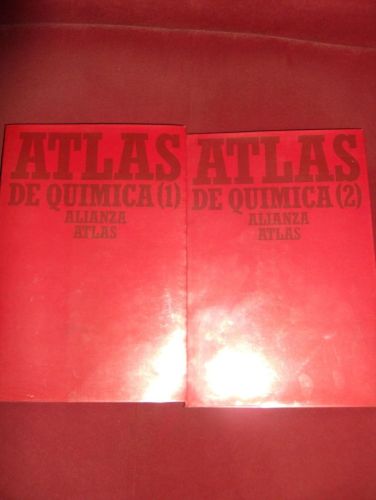 ATLAS
DE QUIMICA (1)
ALIANZA
ATLAS
ATLAS
DE QUIMICA (2)
ALIANZA
ATLAS